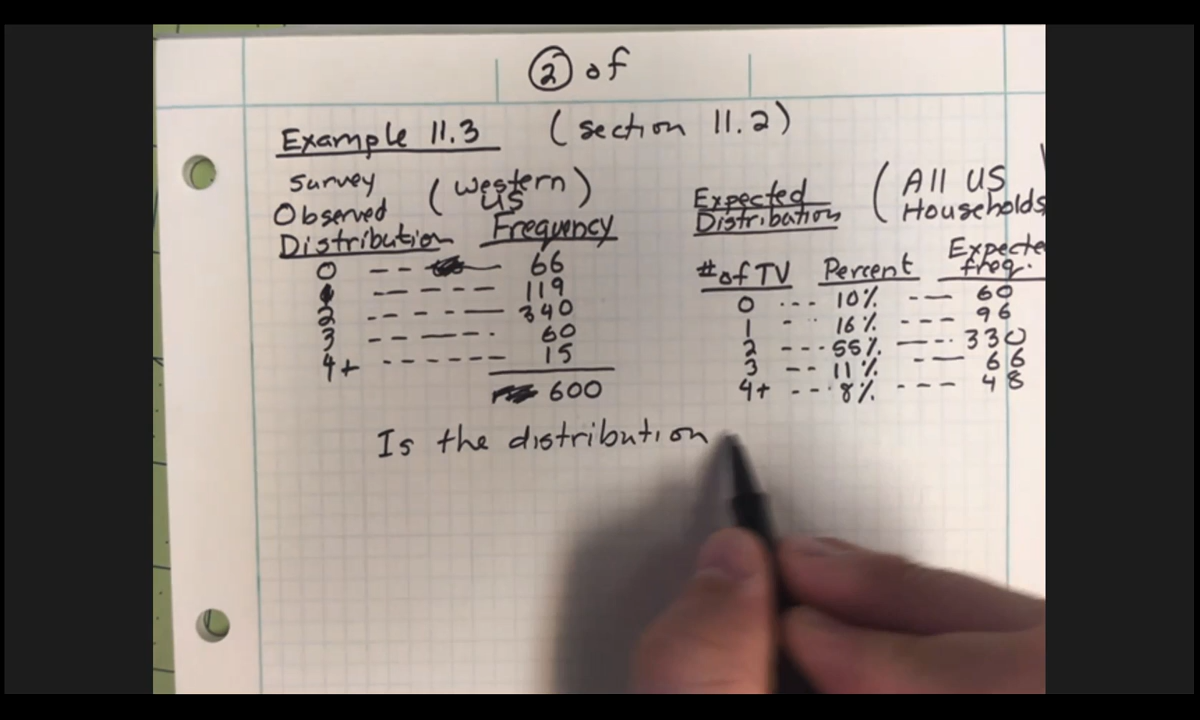 ② of
Example 11.3 (section 11.2)
Survey (Western US)
Observed Distribution Frequency
0 -- — 66
1 ----- 119
2 ----- 340
3 ----- 60
4+ ------ 15
600
Expected Distribution (All US Households
# of TV Percent Expecte freq.
0 --- 10% -- 60
1 - -- 16% --- 96
2 --- 55% --- 330
3 -- 11% -- 66
4+ --- 8% --- 48
Is the distribution